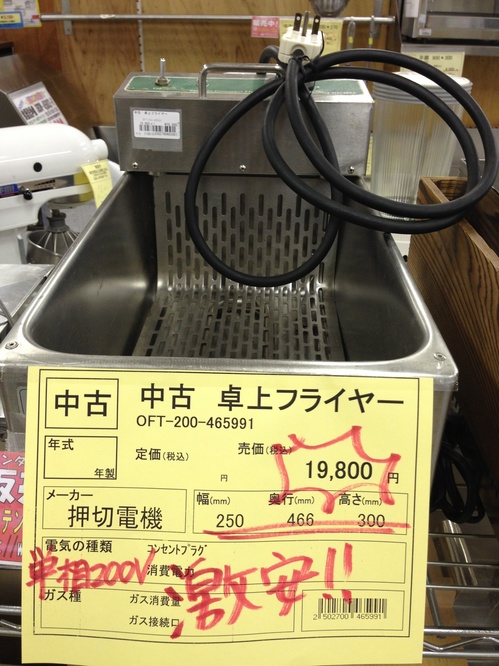 中古 中古 卓上フライヤー
OFT-200-465991
年式 年製 定価(税込) 円 売価(税込) 19,800 円
メーカー 押切電機
幅(mm) 奥行(mm) 高さ(mm)
250 466 300
電気の種類 コンセントプラグ
消費電力
単相200V 激安!!
ガス種 ガス消費量
ガス接続口
2 502700 465991